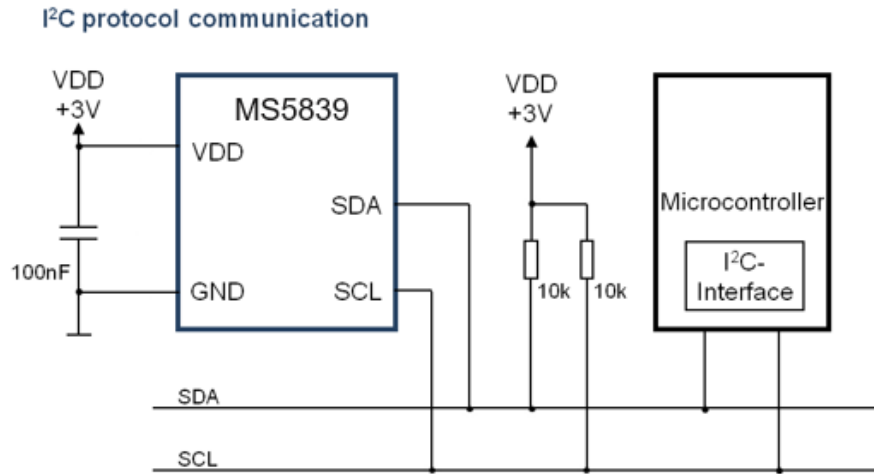 I²C protocol communication
VDD
+3V
MS5839
VDD
SDA
GND
SCL
100nF
VDD
+3V
10k
10k
Microcontroller
I²C-
Interface
SDA
SCL